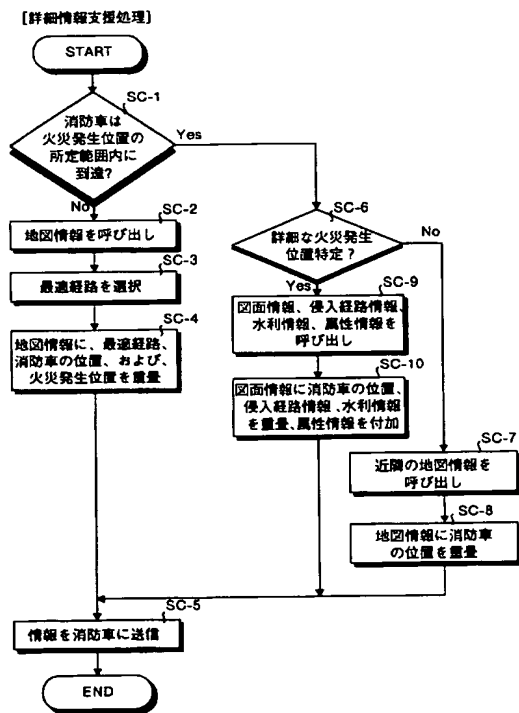 [詳細情報支援処理]
START
SC-1
消防車は
火災発生位置の
所定範囲内に
到達?
Yes
No
SC-2
地図情報を呼び出し
SC-3
最適経路を選択
SC-4
地図情報に、最適経路、
消防車の位置、および、
火災発生位置を重畳
SC-6
詳細な火災発生
位置特定?
No
Yes
SC-9
図面情報、侵入経路情報、
水利情報、属性情報を
呼び出し
SC-10
図面情報に消防車の位置、
侵入経路情報、水利情報
を重畳、属性情報を付加
SC-7
近隣の地図情報を
呼び出し
SC-8
地図情報に消防車
の位置を重畳
SC-5
情報を消防車に送信
END